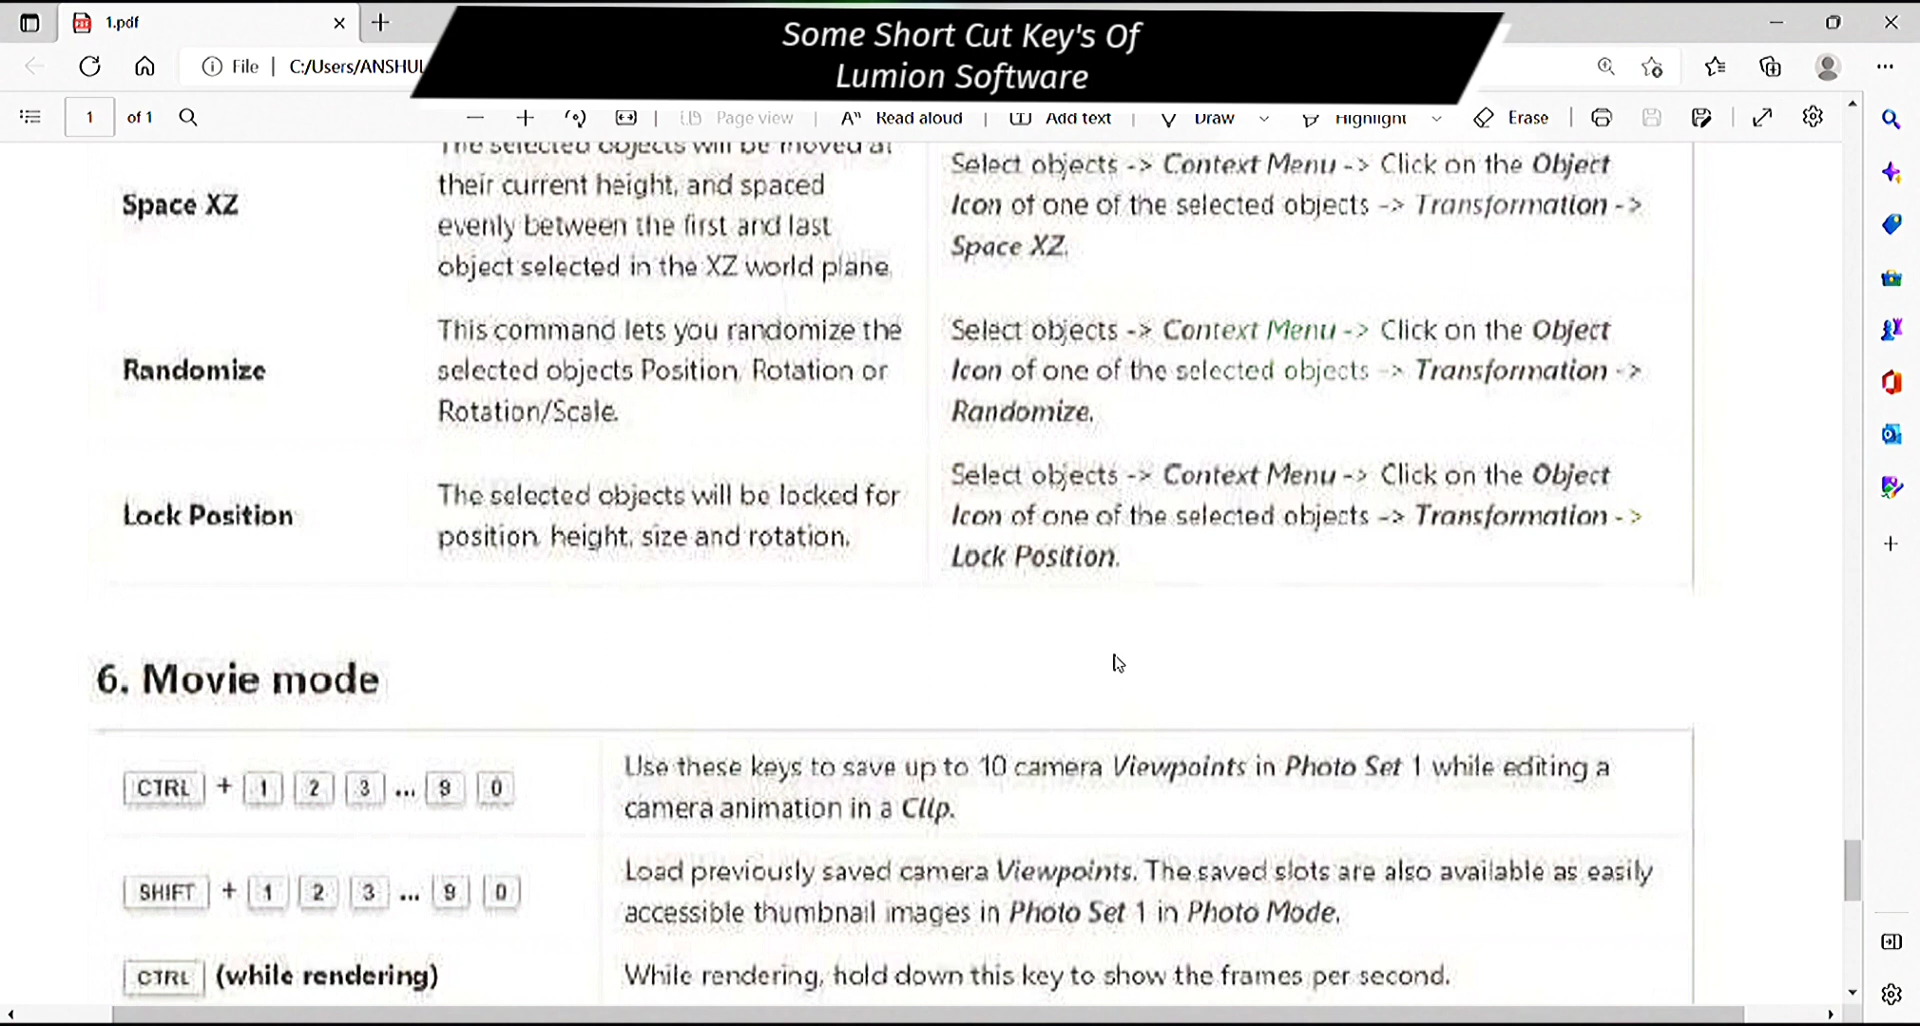 1.pdf
Some Short Cut Key's Of
Lumion Software
File | C:/Users/ANSHUL
1 of 1
Page view
Read aloud
Add text
Draw
Highlight
Erase
The selected objects will be moved at
their current height, and spaced
evenly between the first and last
object selected in the XZ world plane.
Space XZ
Select objects -> Context Menu -> Click on the Object
Icon of one of the selected objects -> Transformation ->
Space XZ.
Randomize
This command lets you randomize the
selected objects Position, Rotation or
Rotation/Scale.
Select objects -> Context Menu -> Click on the Object
Icon of one of the selected objects -> Transformation ->
Randomize.
Lock Position
The selected objects will be locked for
position, height, size and rotation.
Select objects -> Context Menu -> Click on the Object
Icon of one of the selected objects -> Transformation ->
Lock Position.
6. Movie mode
CTRL + 1 2 3 ... 9 0
Use these keys to save up to 10 camera Viewpoints in Photo Set 1 while editing a
camera animation in a Clip.
SHIFT + 1 2 3 ... 9 0
Load previously saved camera Viewpoints. The saved slots are also available as easily
accessible thumbnail images in Photo Set 1 in Photo Mode.
CTRL (while rendering)
While rendering, hold down this key to show the frames per second.